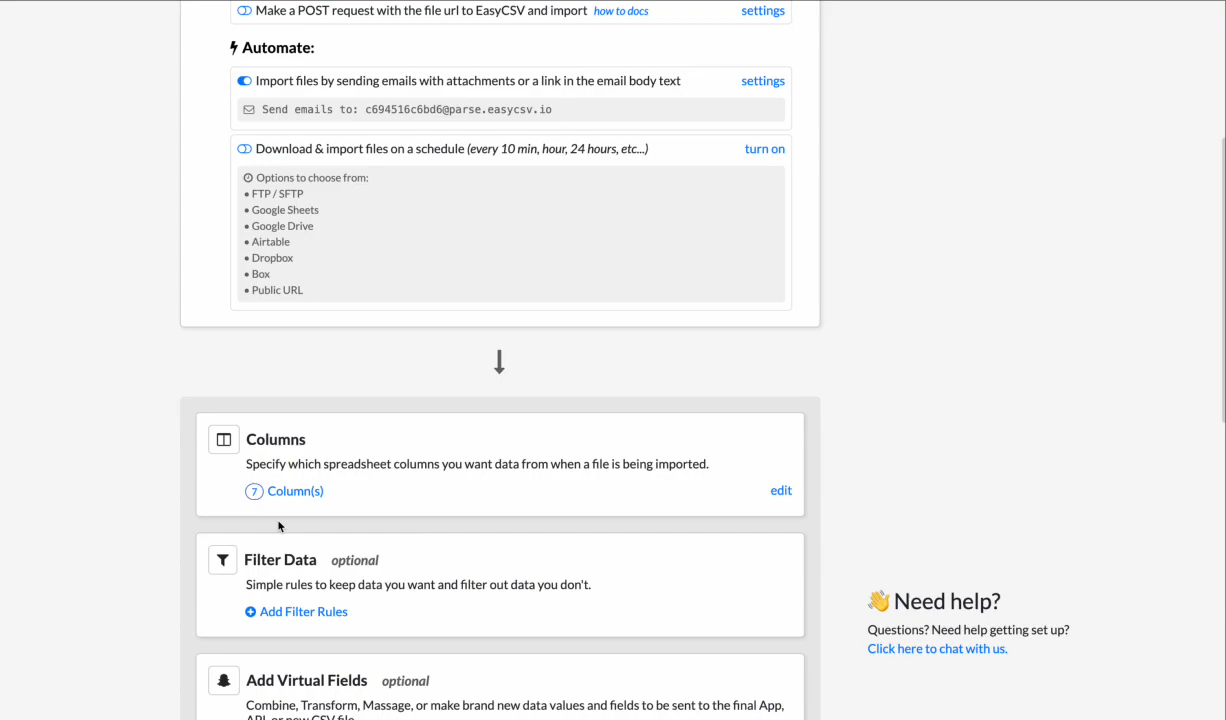 Make a POST request with the file url to EasyCSV and import how to docs settings
Automate:
Import files by sending emails with attachments or a link in the email body text settings
Send emails to: c694516c6bd6@parse.easycsv.io
Download & import files on a schedule (every 10 min, hour, 24 hours, etc...) turn on
Options to choose from:
• FTP / SFTP
• Google Sheets
• Google Drive
• Airtable
• Dropbox
• Box
• Public URL
Columns
Specify which spreadsheet columns you want data from when a file is being imported.
7 Column(s) edit
Filter Data optional
Simple rules to keep data you want and filter out data you don't.
Add Filter Rules
Need help?
Questions? Need help getting set up?
Click here to chat with us.
Add Virtual Fields optional
Combine, Transform, Massage, or make brand new data values and fields to be sent to the final App,
API, or new CSV file